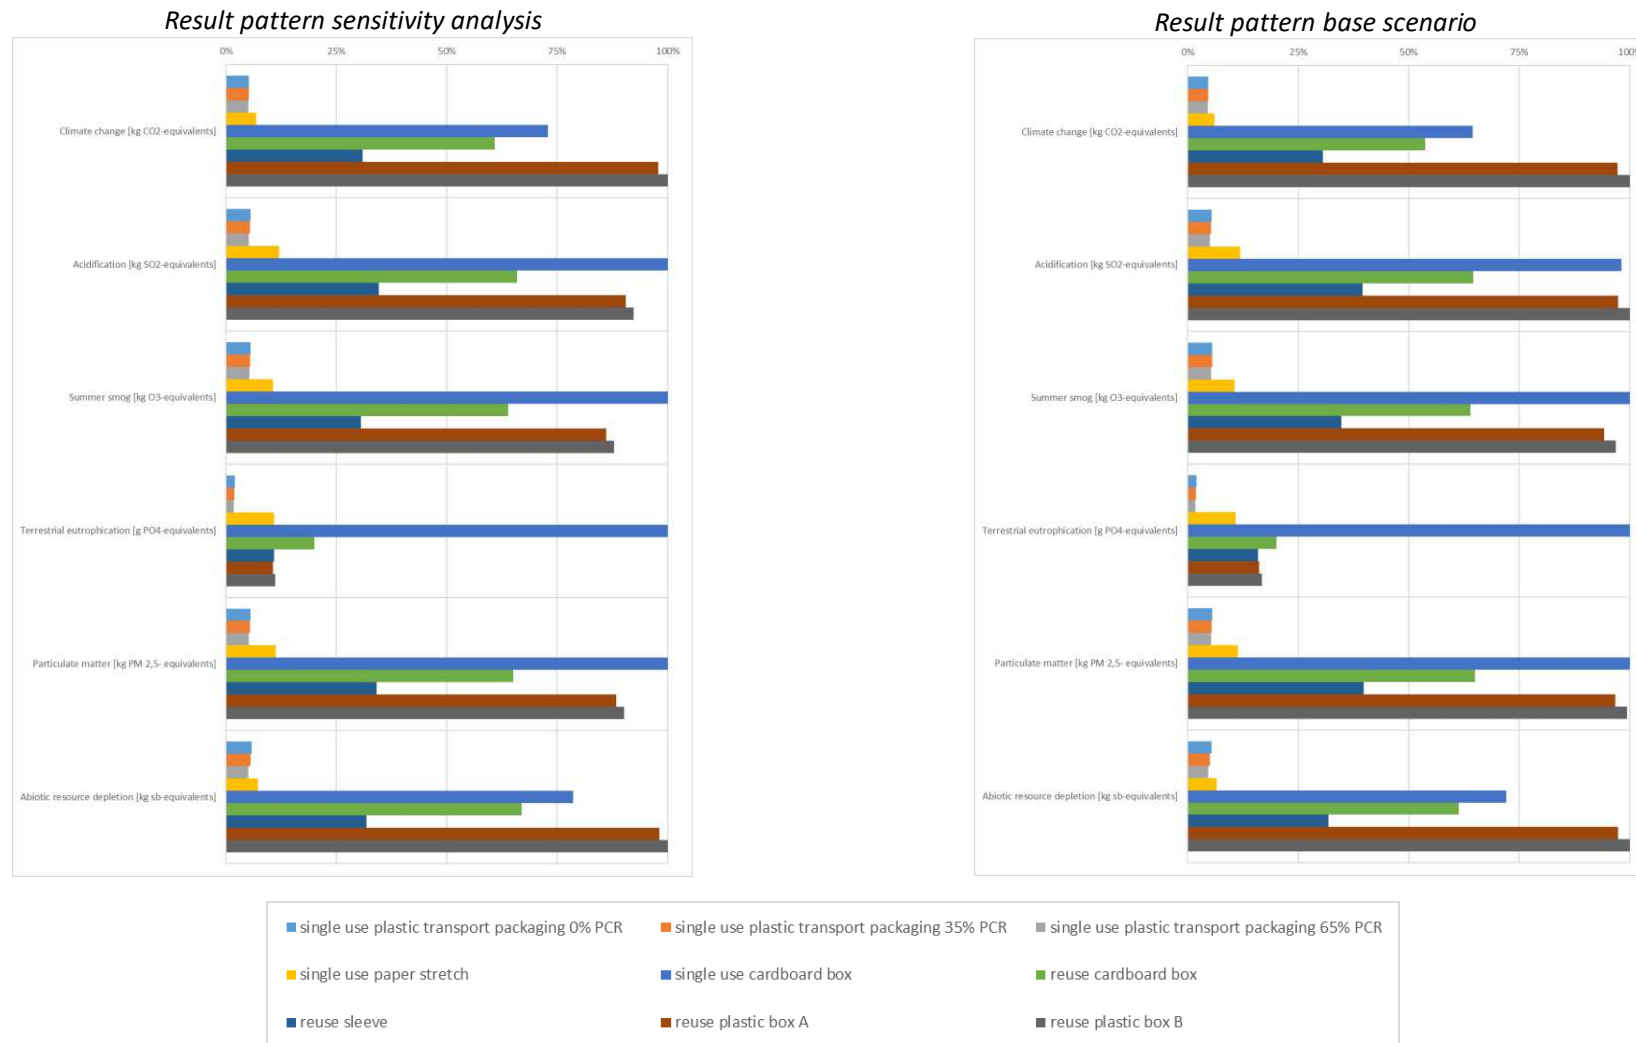 Result pattern sensitivity analysis
0% 25% 50% 75% 100%
Climate change [kg CO2-equivalents]
Acidification [kg SO2-equivalents]
Summer smog [kg O3-equivalents]
Terrestrial eutrophication [g PO4-equivalents]
Particulate matter [kg PM 2,5- equivalents]
Abiotic resource depletion [kg sb-equivalents]
Result pattern base scenario
0% 25% 50% 75% 100%
Climate change [kg CO2-equivalents]
Acidification [kg SO2-equivalents]
Summer smog [kg O3-equivalents]
Terrestrial eutrophication [g PO4-equivalents]
Particulate matter [kg PM 2,5- equivalents]
Abiotic resource depletion [kg sb-equivalents]
single use plastic transport packaging 0% PCR single use plastic transport packaging 35% PCR single use plastic transport packaging 65% PCR
single use paper stretch single use cardboard box reuse cardboard box
reuse sleeve reuse plastic box A reuse plastic box B